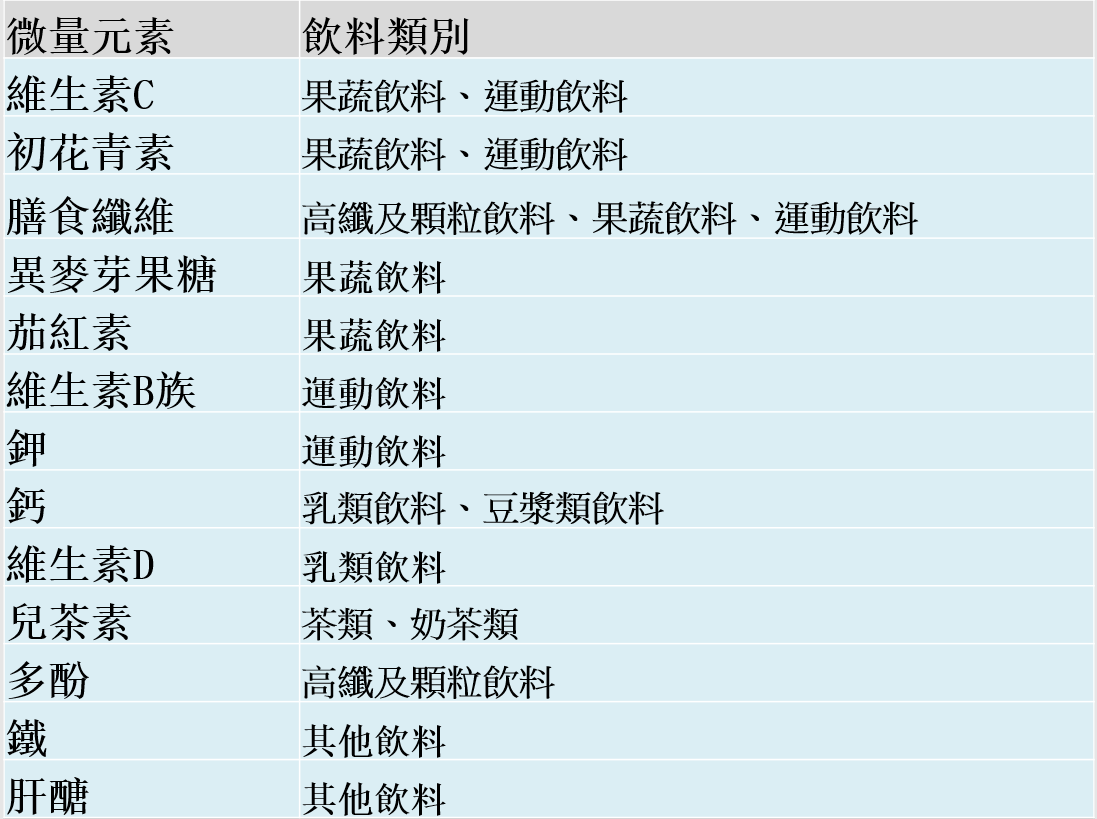 微量元素 飲料類別
維生素C 果蔬飲料、運動飲料
初花青素 果蔬飲料、運動飲料
膳食纖維 高纖及顆粒飲料、果蔬飲料、運動飲料
異麥芽果糖 果蔬飲料
茄紅素 果蔬飲料
維生素B族 運動飲料
鉀 運動飲料
鈣 乳類飲料、豆漿類飲料
維生素D 乳類飲料
兒茶素 茶類、奶茶類
多酚 高纖及顆粒飲料
鐵 其他飲料
肝醣 其他飲料